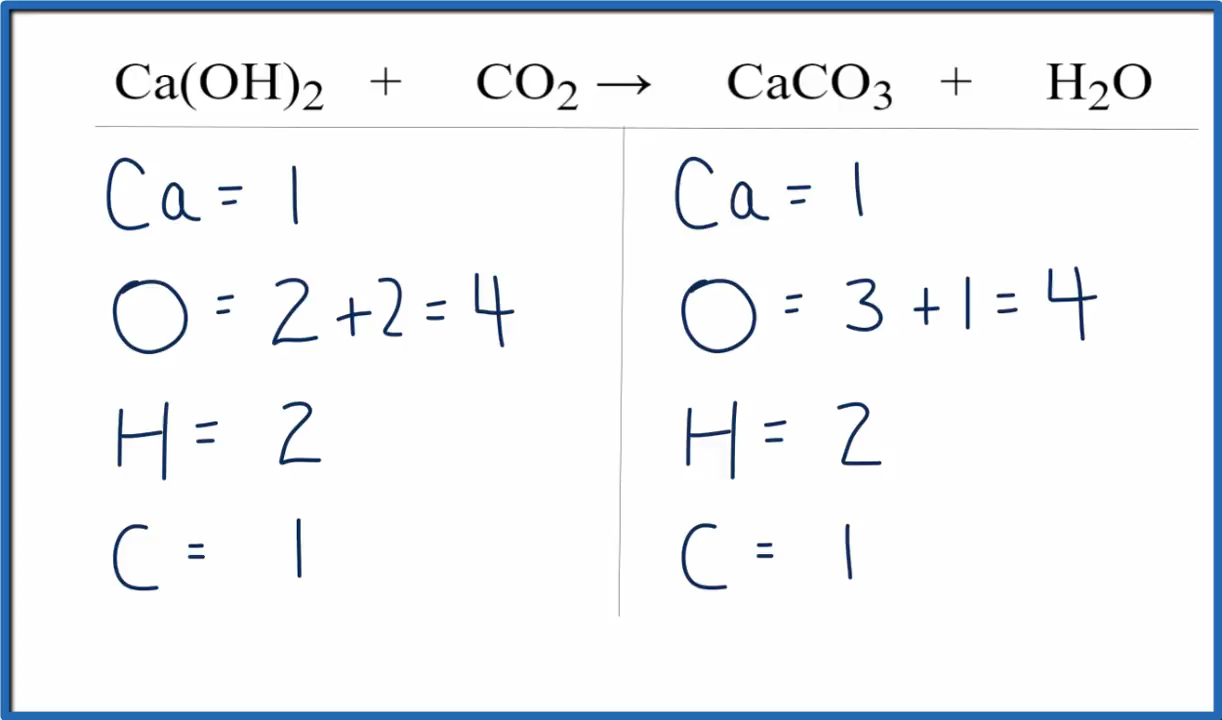 Ca(OH)₂ + CO₂ → CaCO₃ + H₂O
Ca = 1
O = 2 + 2 = 4
H = 2
C = 1
Ca = 1
O = 3 + 1 = 4
H = 2
C = 1